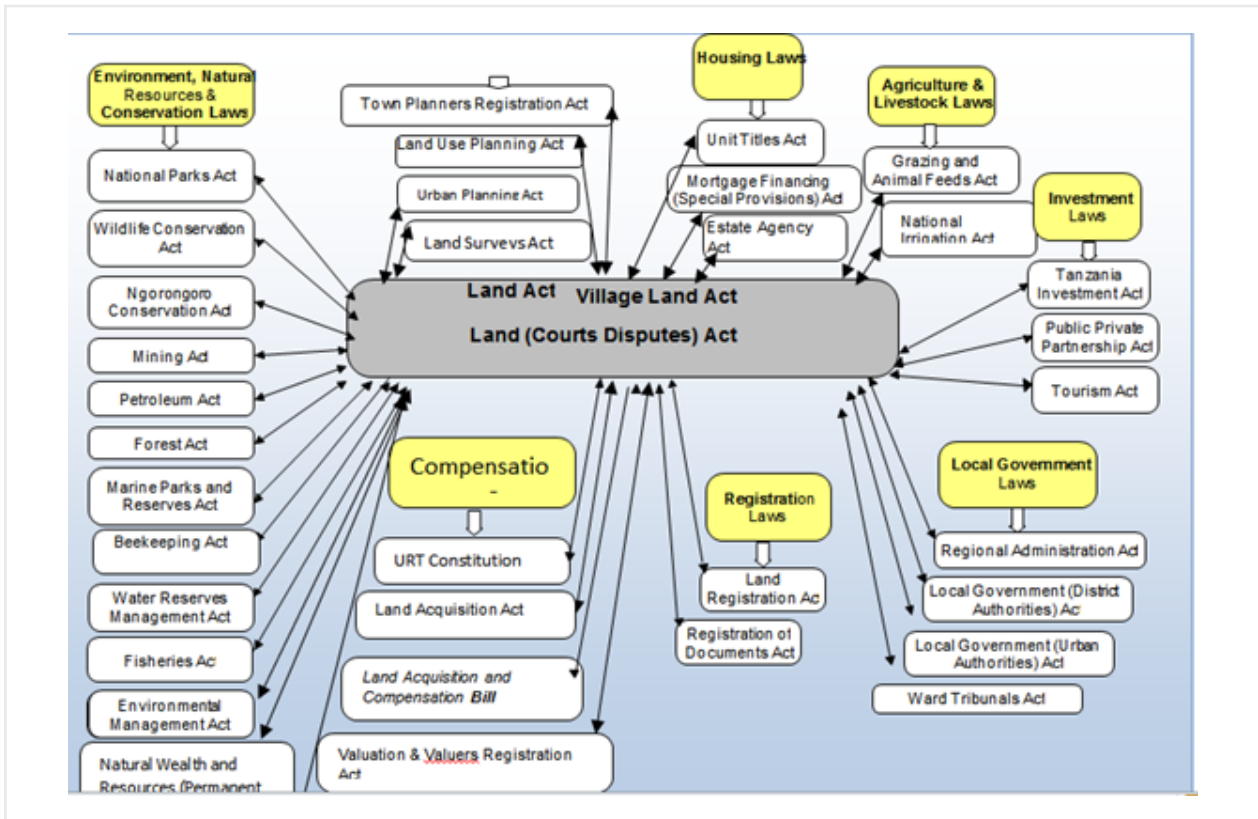 Environment, Natura
Resources &
Conservation Laws
National Parks Act
Wildlife Conservation
Act
Ngorongoro
Conservation Act
Mining Act
Petroleum Act
Forest Act
Marine Parks and
Reserves Act
Beekeeping Act
Water Reserves
Management Act
Fisheries Act
Environmental
Management Act
Natural Wealth and
Resources (Permanent
Town Planners Registration Act
Land Use Planning Act
Urban Planning Act
Land Surveys Act
Housing Laws
Unit Titles Act
Mortgage Financing
(Special Provisions) Act
Estate Agency
Act
Agriculture &
Livestock Laws
Grazing and
Animal Feeds Act
National
Irrigation Act
Investment
Laws
Tanzania
Investment Act
Public Private
Partnership Act
Tourism Act
Land Act Village Land Act
Land (Courts Disputes) Act
Compensatio
-
URT Constitution
Land Acquisition Act
Land Acquisition and
Compensation Bill
Valuation & Valuers Registration
Act
Registration
Laws
Land
Registration Act
Registration of
Documents Act
Local Government
Laws
Regional Administration Act
Local Government (District
Authorities) Act
Local Government (Urban
Authorities) Act
Ward Tribunals Act